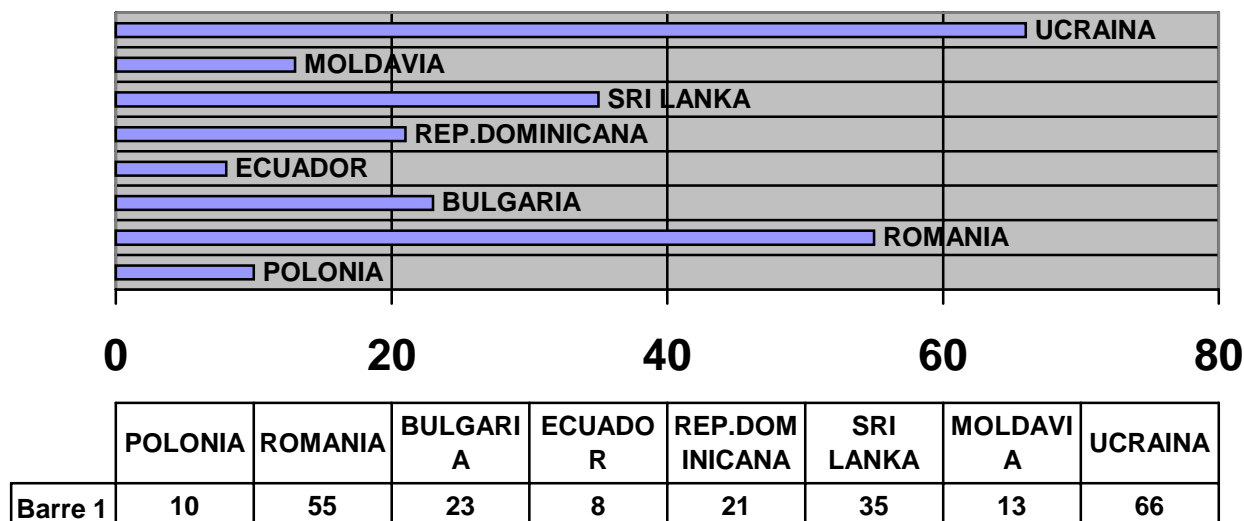 UCRAINA
MOLDAVIA
SRI LANKA
REP.DOMINICANA
ECUADOR
BULGARIA
ROMANIA
POLONIA
0 20 40 60 80
POLONIA ROMANIA BULGARI ECUADO REP.DOM SRI MOLDAVI UCRAINA
A R INICANA LANKA A
Barre 1 10 55 23 8 21 35 13 66